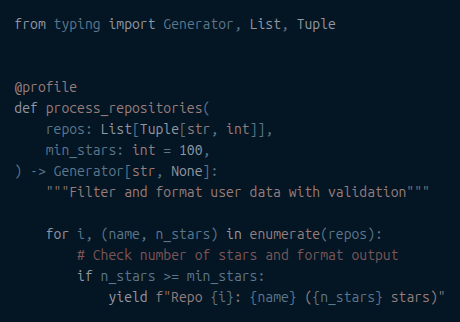 from typing import Generator, List, Tuple
@profile
def process_repositories(
    repos: List[Tuple[str, int]],
    min_stars: int = 100,
) -> Generator[str, None]:
    """Filter and format user data with validation"""
    for i, (name, n_stars) in enumerate(repos):
        # Check number of stars and format output
        if n_stars >= min_stars:
            yield f"Repo {i}: {name} ({n_stars} stars)"